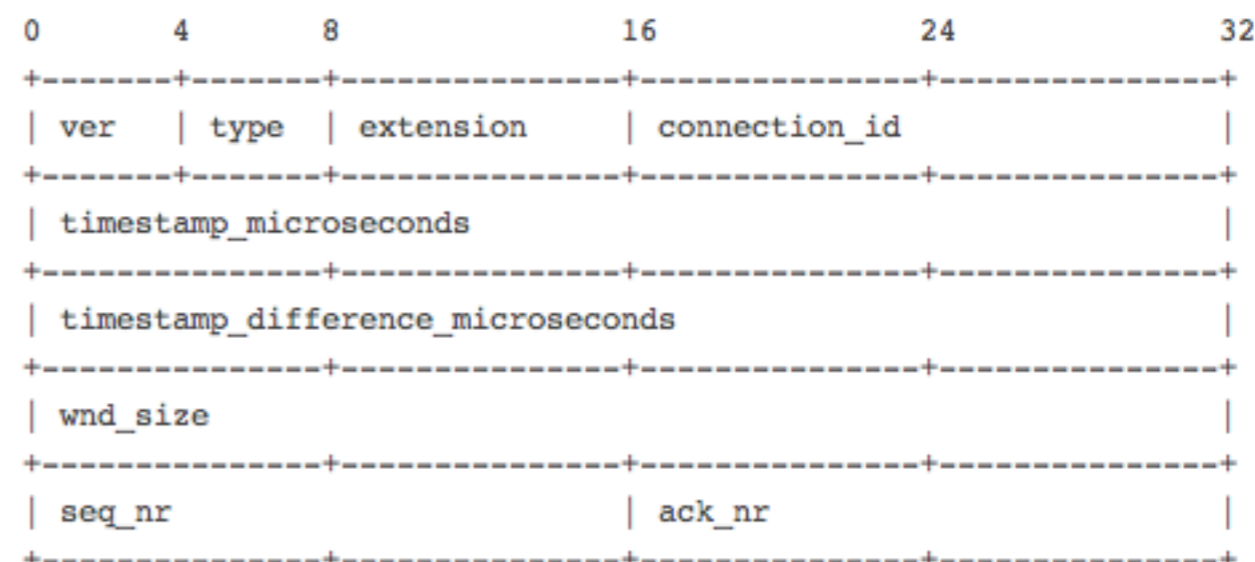 0       4       8               16              24              32
+-------+-------+---------------+---------------+---------------+
| ver   | type  | extension     | connection_id                 |
+-------+-------+---------------+---------------+---------------+
| timestamp_microseconds                                        |
+---------------+---------------+---------------+---------------+
| timestamp_difference_microseconds                             |
+---------------+---------------+---------------+---------------+
| wnd_size                                                      |
+---------------+---------------+---------------+---------------+
| seq_nr                        | ack_nr                        |
+---------------+---------------+---------------+---------------+